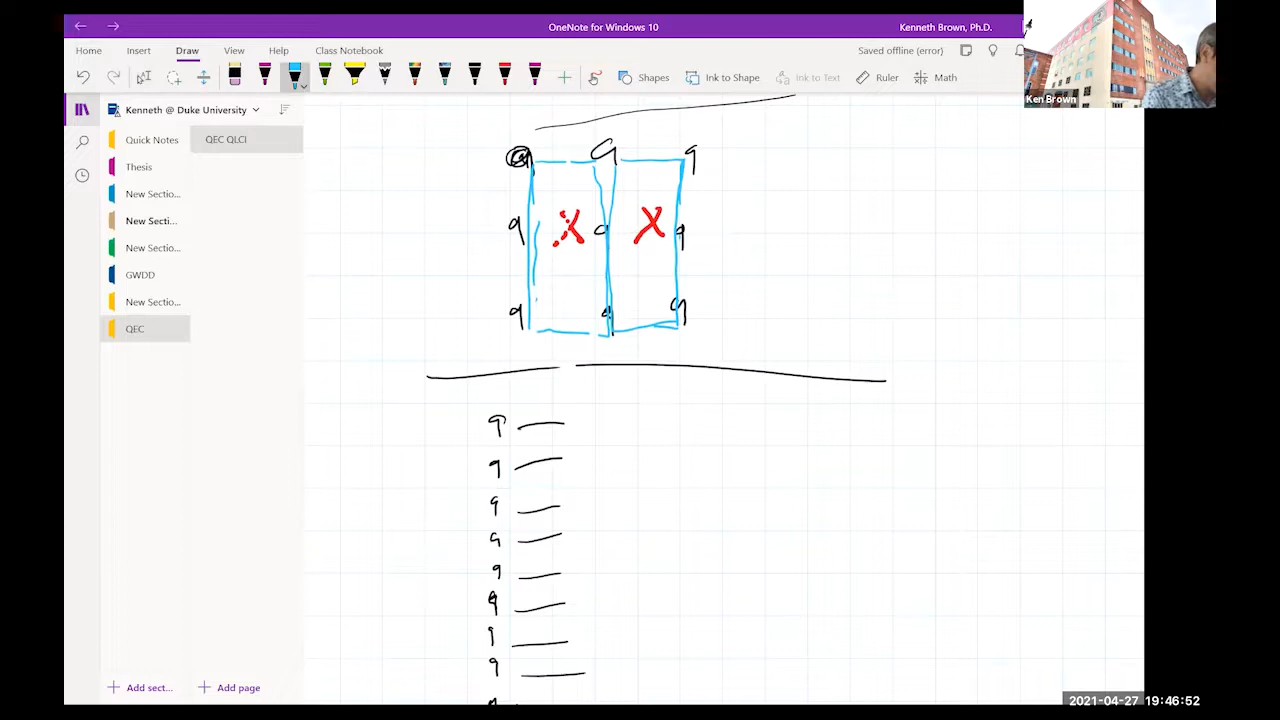 OneNote for Windows 10
Kenneth Brown, Ph.D.
Home Insert Draw View Help Class Notebook
Saved offline (error)
Shapes Ink to Shape Ink to Text Ruler Math
Ken Brown
Kenneth @ Duke University
Quick Notes
QEC QLCI
Thesis
New Sectio...
New Secti...
New Sectio...
GWDD
New Sectio...
QEC
q q q
q X q X q
q q q
q
q
q
q
q
q
q
q
Add sect...
Add page
2021-04-27 19:46:52